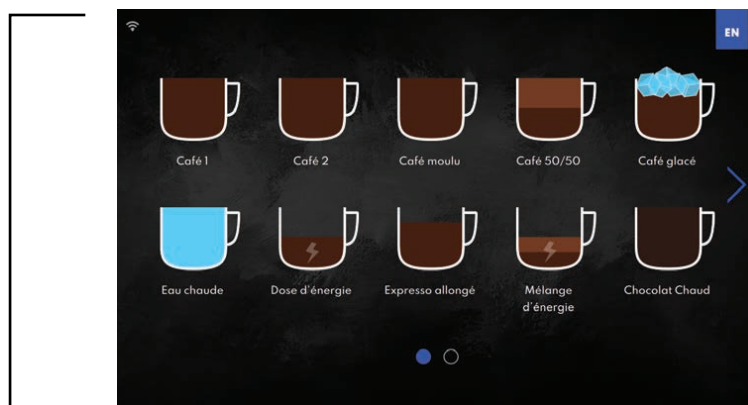 EN
Café 1
Café 2
Café moulu
Café 50/50
Café glacé
Eau chaude
Dose d'énergie
Expresso allongé
Mélange
d'énergie
Chocolat Chaud